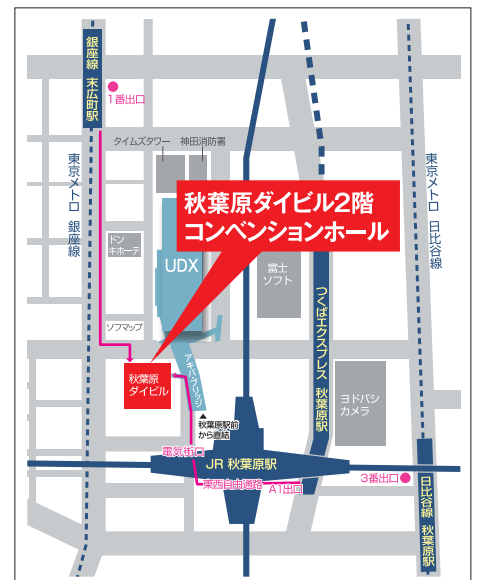 銀座線 末広町駅
1番出口
タイムズタワー
神田消防署
東京メトロ 銀座線
東京メトロ 日比谷線
秋葉原ダイビル2階
コンベンションホール
ドン
キホーテ
UDX
富士
ソフト
つくばエクスプレス 秋葉原駅
ソフマップ
アキバ・ブリッジ
秋葉原
ダイビル
ヨドバシ
カメラ
▲
秋葉原駅前
から直結
電気街口
JR 秋葉原駅
東西自由通路
A1出口
3番出口
日比谷線 秋葉原駅